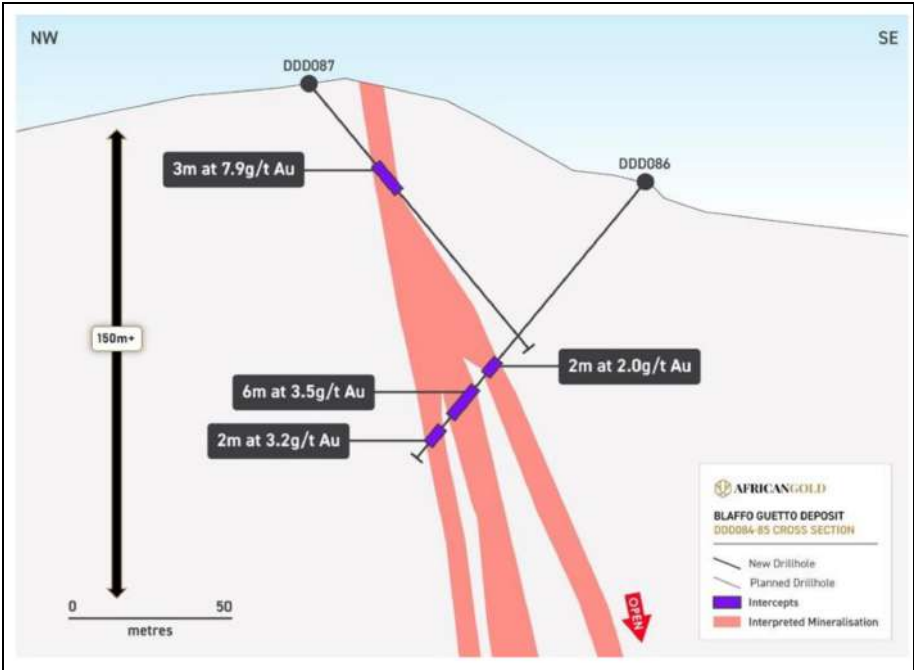 NW
SE
DDD087
DDD086
3m at 7.9g/t Au
150m+
2m at 2.0g/t Au
6m at 3.5g/t Au
2m at 3.2g/t Au
0 50
metres
OPEN
AFRICANGOLD
BLAFFO GUETTO DEPOSIT
DDD084-85 CROSS SECTION
New Drillhole
Planned Drillhole
Intercepts
Interpreted Mineralisation